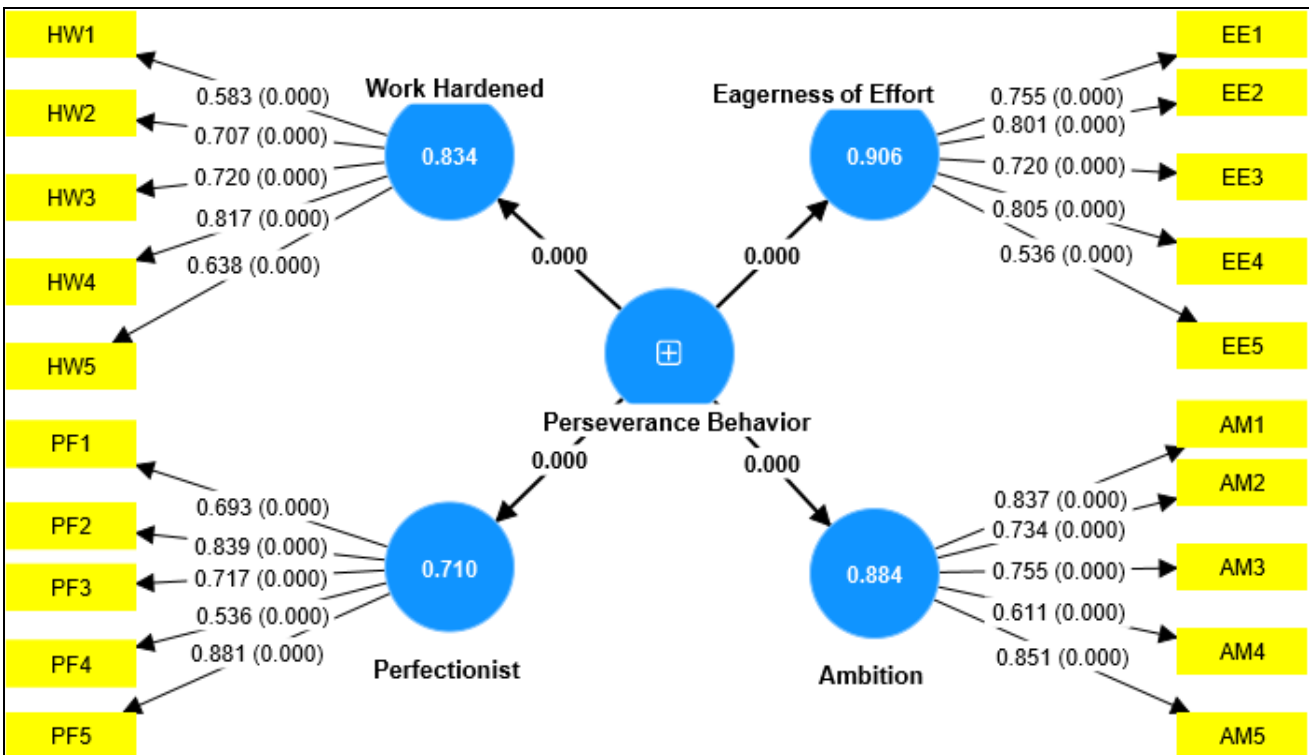 HW1
HW2
HW3
HW4
HW5
0.583 (0.000)
0.707 (0.000)
0.720 (0.000)
0.817 (0.000)
0.638 (0.000)
Work Hardened
0.834
0.000
Eagerness of Effort
0.906
0.000
0.755 (0.000)
0.801 (0.000)
0.720 (0.000)
0.805 (0.000)
0.536 (0.000)
EE1
EE2
EE3
EE4
EE5
Perseverance Behavior
PF1
PF2
PF3
PF4
PF5
0.693 (0.000)
0.839 (0.000)
0.717 (0.000)
0.536 (0.000)
0.881 (0.000)
0.000
0.710
Perfectionist
0.000
0.884
Ambition
0.837 (0.000)
0.734 (0.000)
0.755 (0.000)
0.611 (0.000)
0.851 (0.000)
AM1
AM2
AM3
AM4
AM5